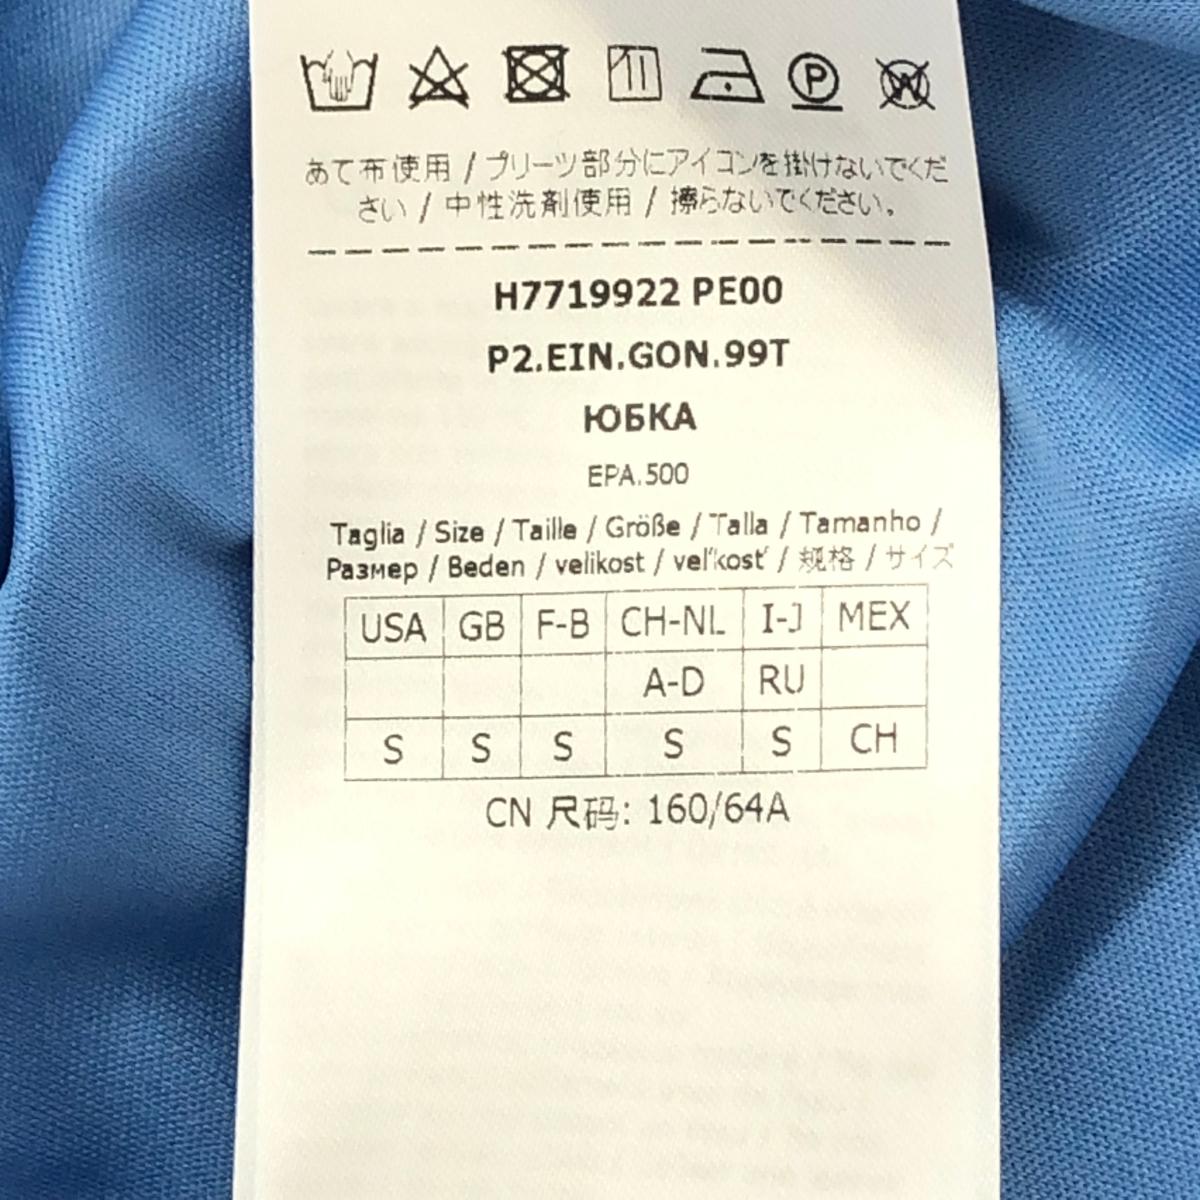 あて布使用 / プリーツ部分にアイロンを掛けないでくだ
さい / 中性洗剤使用 / 擦らないでください。
H7719922 PE00
P2.EIN.GON.99T
ЮБКА
EPA.500
Taglia / Size / Taille / Größe / Talla / Tamanho /
Размер / Beden / velikost / veľkosť / 规格 / サイズ
USA GB F-B CH-NL I-J MEX
A-D RU
S S S S S CH
CN 尺码: 160/64A